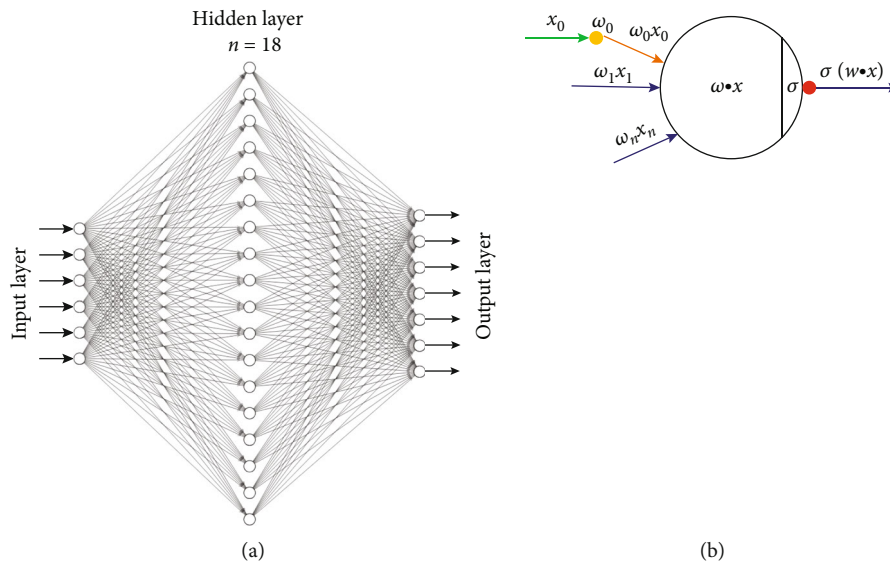 Hidden layer
n = 18
Input layer
Output layer
(a)
x₀
ω₀
ω₀x₀
ω₁x₁
ωₙxₙ
ω•x
σ
σ (w•x)
(b)